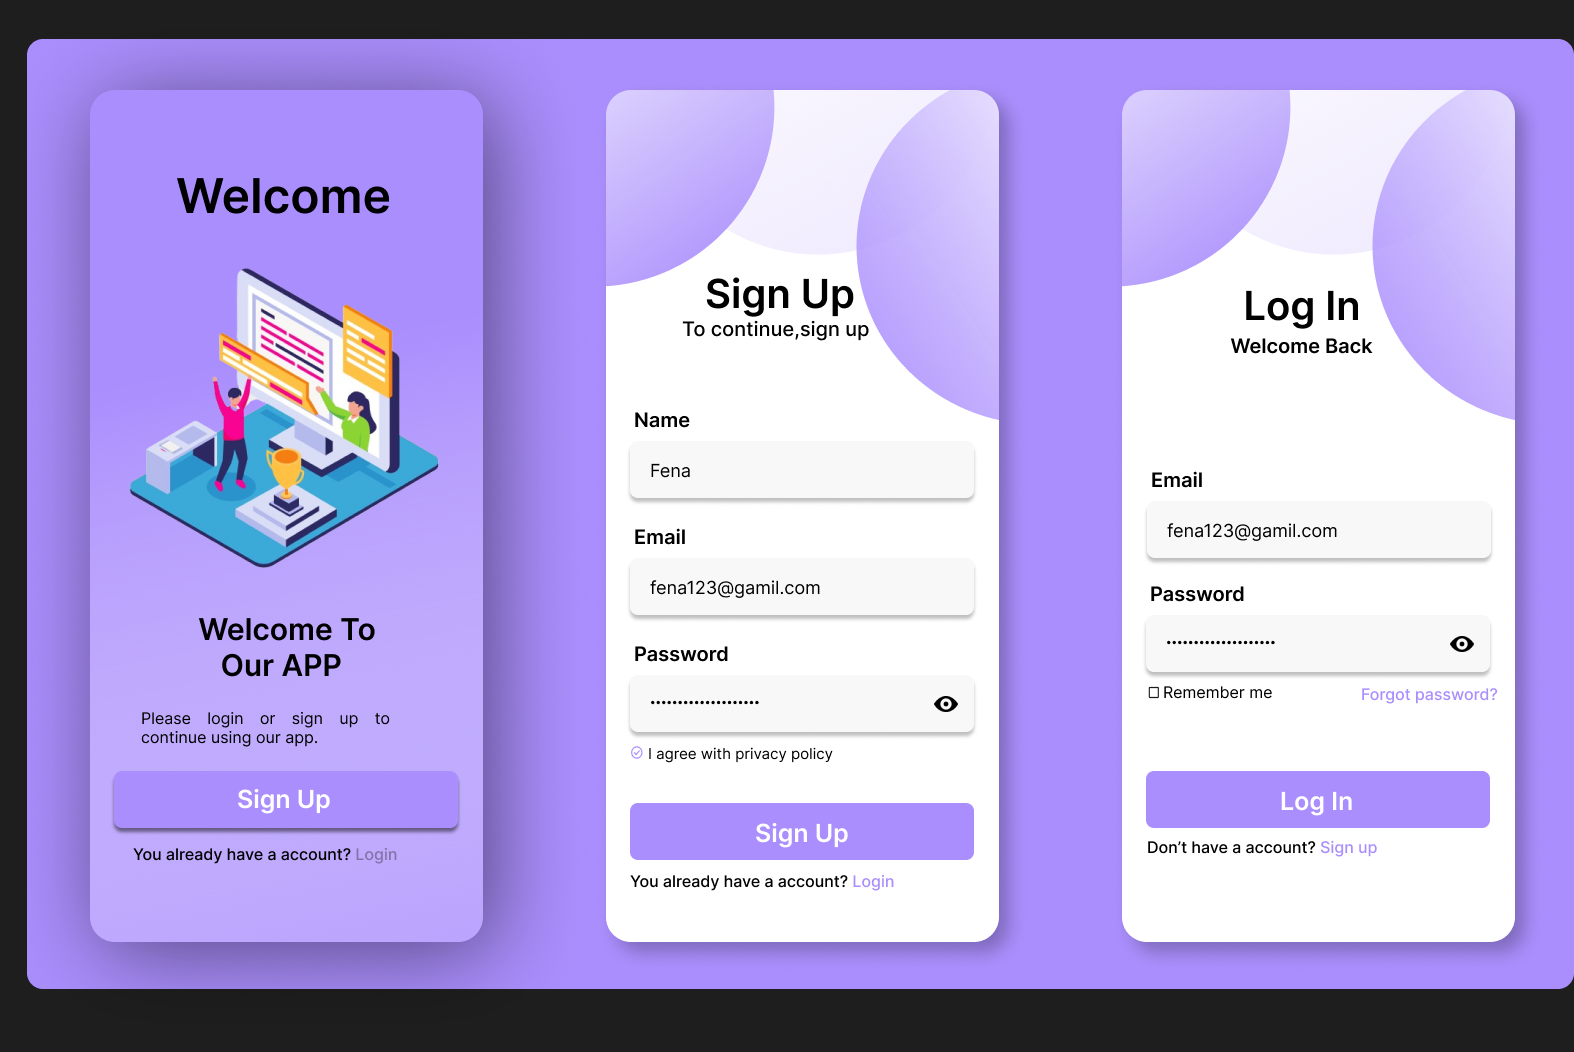 Welcome
Welcome To
Our APP
Please login or sign up to
continue using our app.
Sign Up
You already have a account? Login
Sign Up
To continue,sign up
Name
Fena
Email
fena123@gamil.com
Password
I agree with privacy policy
Sign Up
You already have a account? Login
Log In
Welcome Back
Email
fena123@gamil.com
Password
Remember me
Forgot password?
Log In
Don’t have a account? Sign up